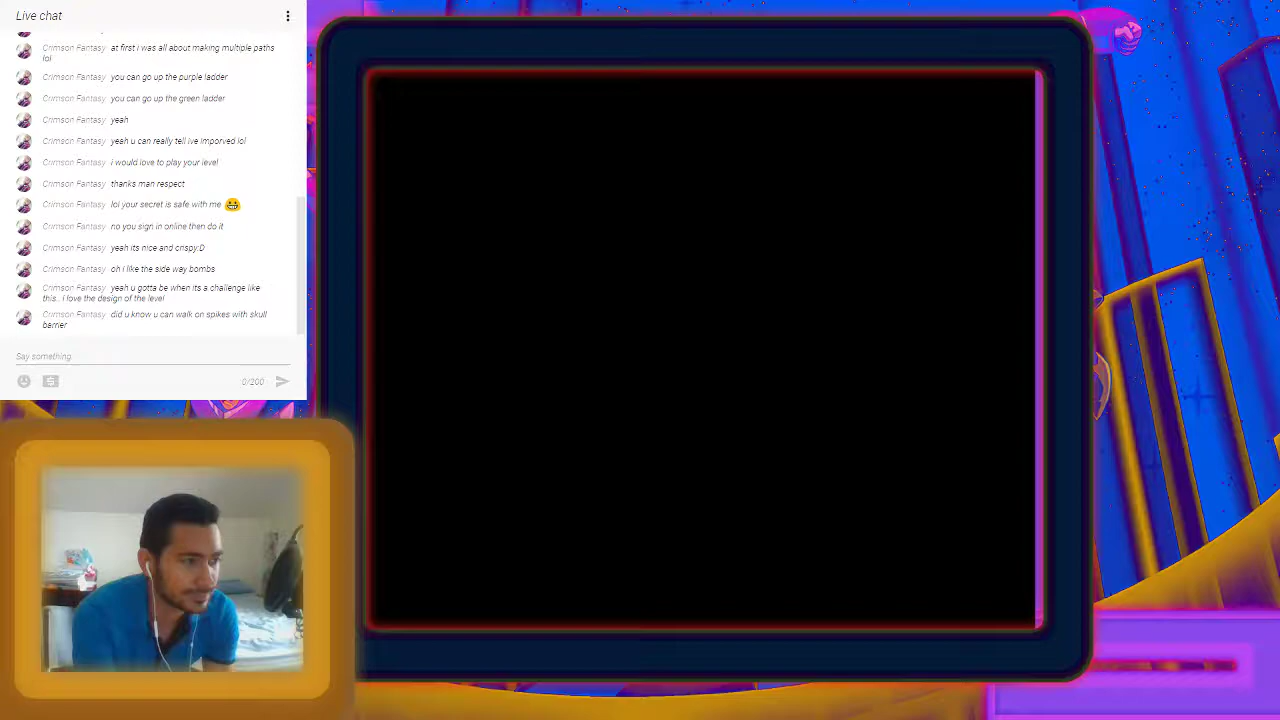 Live chat
Crimson Fantasy at first i was all about making multiple paths
lol
Crimson Fantasy you can go up the purple ladder
Crimson Fantasy you can go up the green ladder
Crimson Fantasy yeah
Crimson Fantasy yeah u can really tell ive imporved lol
Crimson Fantasy i would love to play your level
Crimson Fantasy thanks man respect
Crimson Fantasy lol your secret is safe with me 😀
Crimson Fantasy no you sign in online then do it
Crimson Fantasy yeah its nice and crispy:D
Crimson Fantasy oh i like the side way bombs
Crimson Fantasy yeah u gotta be when its a challenge like
this.. i love the design of the level
Crimson Fantasy did u know u can walk on spikes with skull
barrier
Say something
0/200